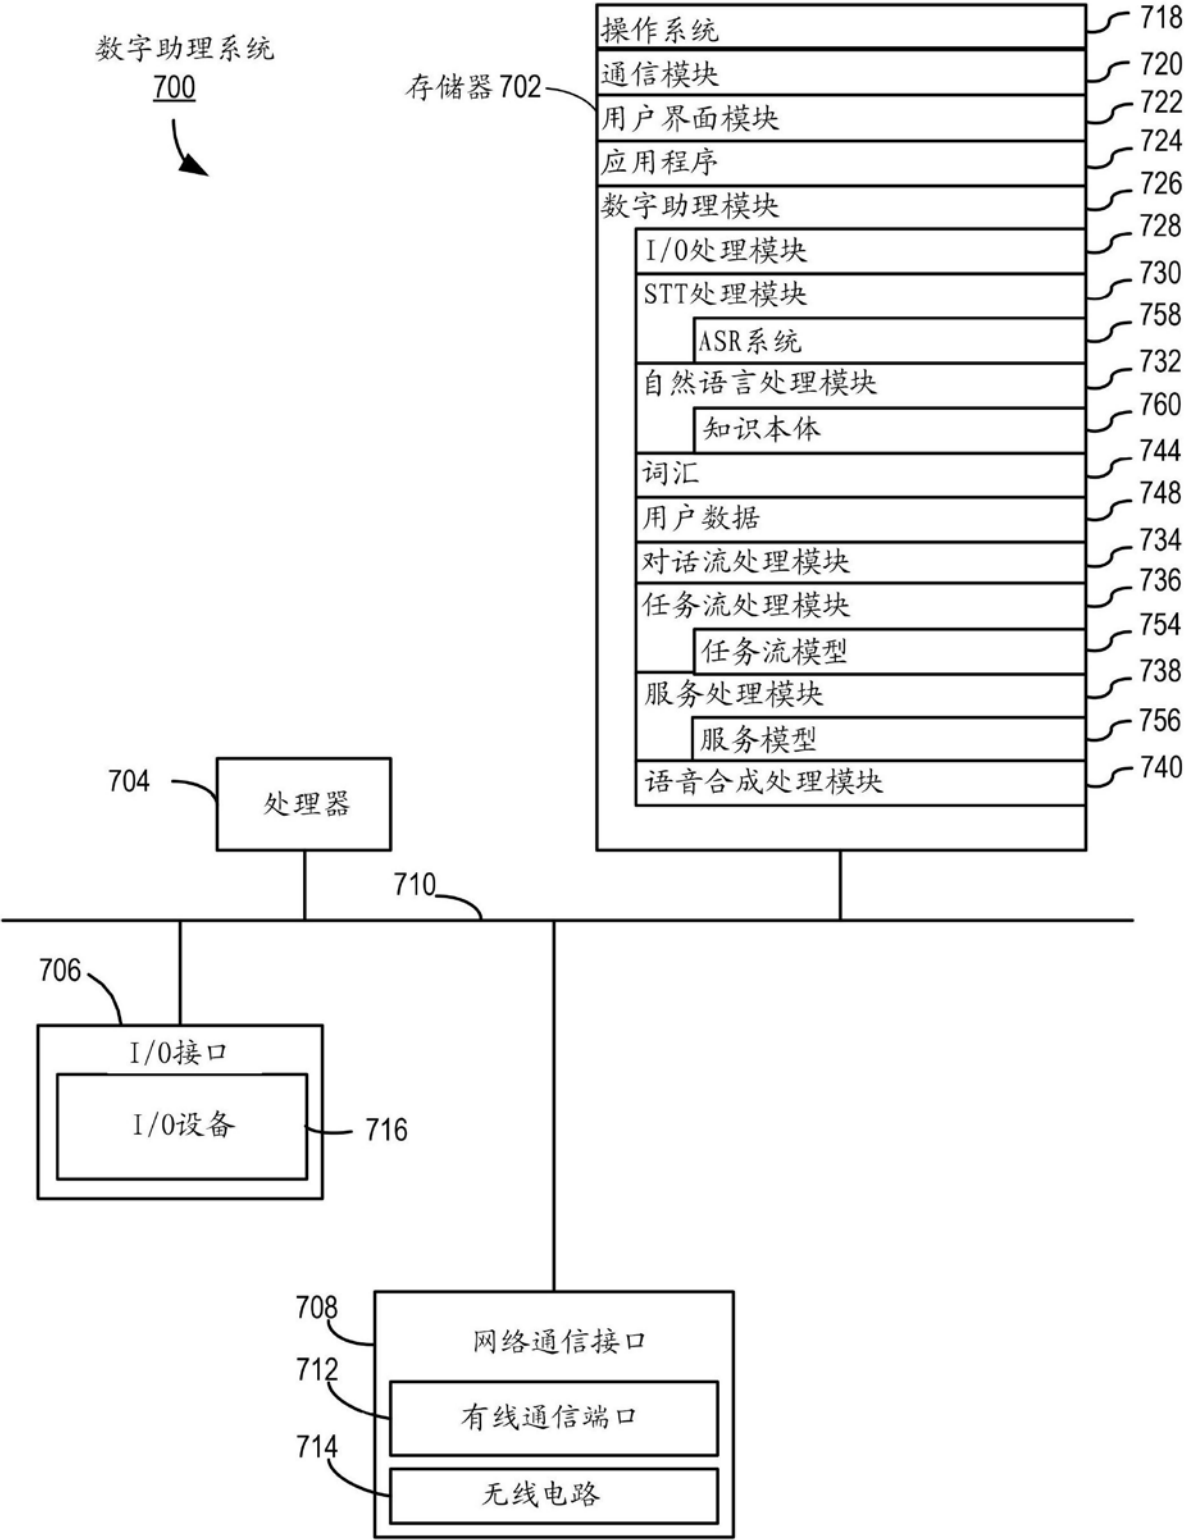 数字助理系统
700
存储器702
操作系统 718
通信模块 720
用户界面模块 722
应用程序 724
数字助理模块 726
I/O处理模块 728
STT处理模块 730
ASR系统 758
自然语言处理模块 732
知识本体 760
词汇 744
用户数据 748
对话流处理模块 734
任务流处理模块 736
任务流模型 754
服务处理模块 738
服务模型 756
语音合成处理模块 740
704 处理器
710
706
I/O接口
I/O设备 716
708
网络通信接口
712
有线通信端口
714
无线电路